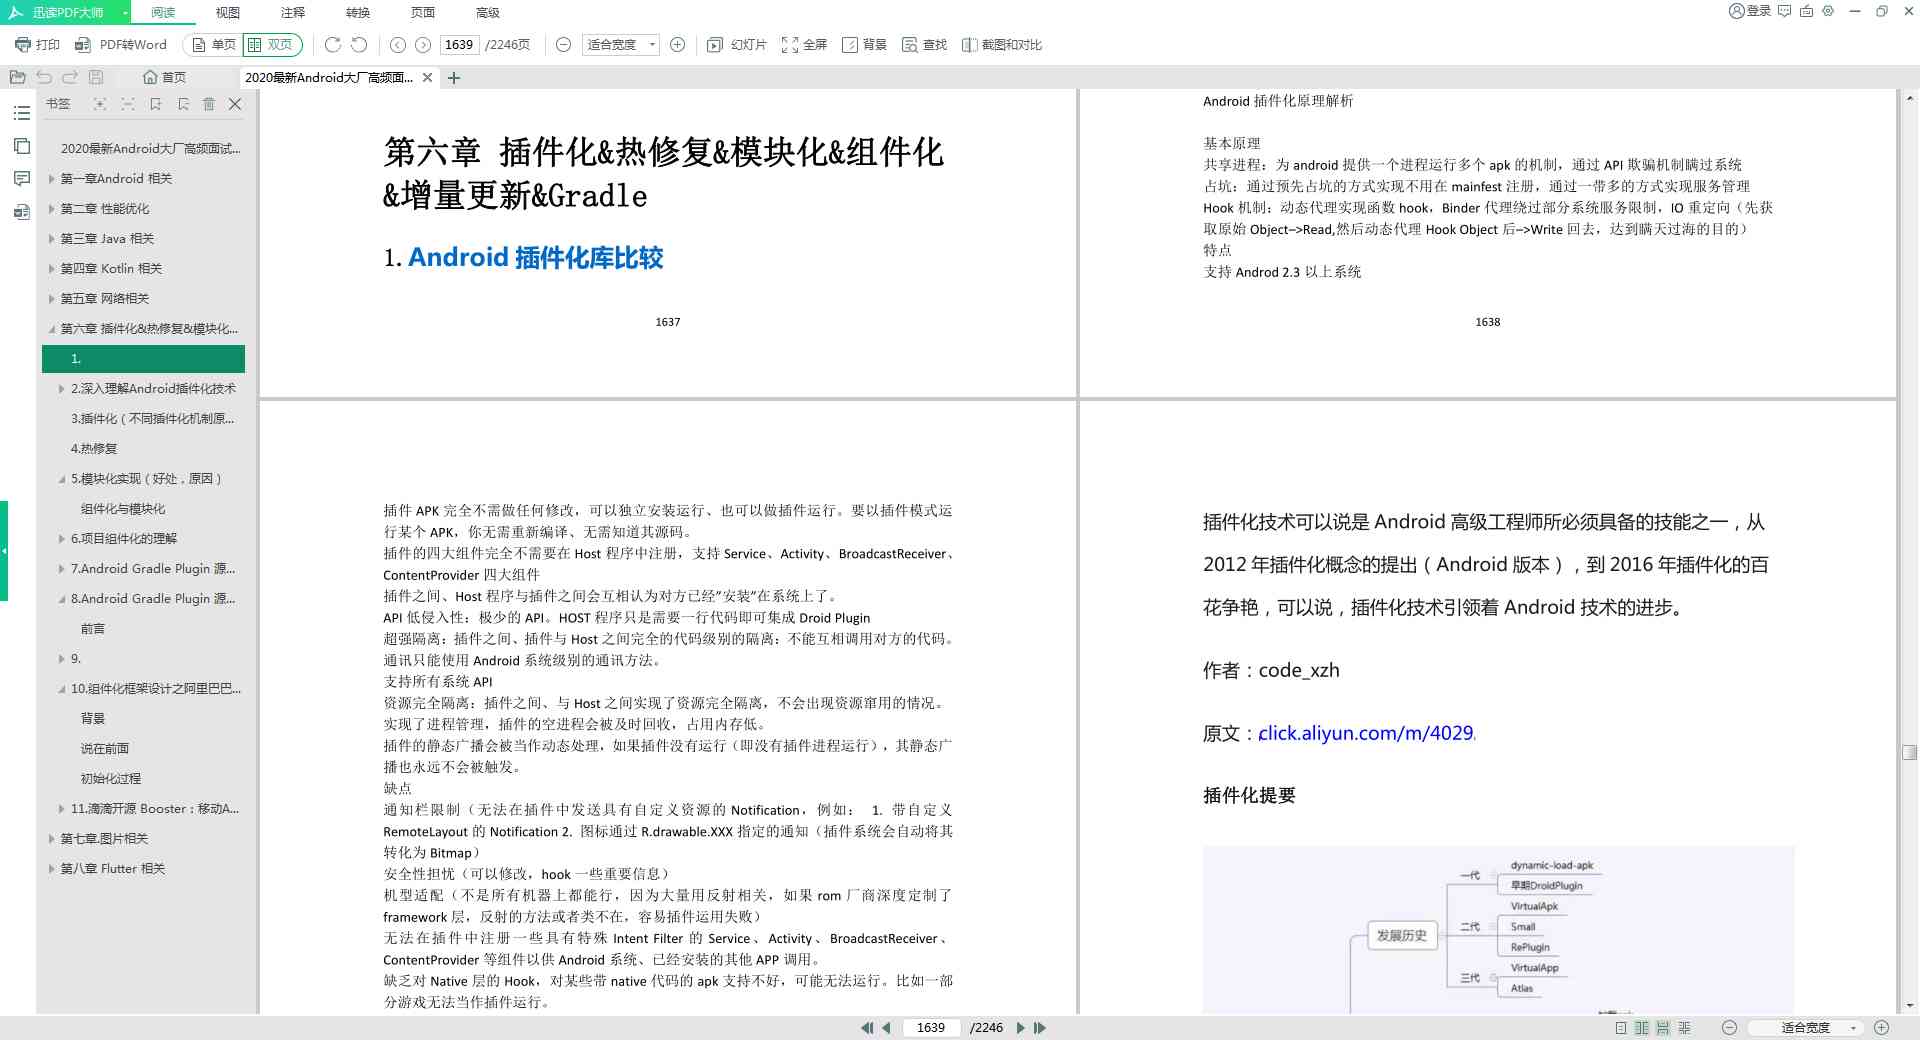 迅读PDF大师
阅读
视图
注释
转换
页面
高级
登录
打印
PDF转Word
单页
双页
1639
/2246页
适合宽度
幻灯片
全屏
背景
查找
截图和对比
首页
2020最新Android大厂高频面...
书签
2020最新Android大厂高频面试...
第一章Android 相关
第二章 性能优化
第三章 Java 相关
第四章 Kotlin 相关
第五章 网络相关
第六章 插件化&热修复&模块化...
1.
2.深入理解Android插件化技术
3.插件化（不同插件化机制原...
4.热修复
5.模块化实现（好处，原因）
组件化与模块化
6.项目组件化的理解
7.Android Gradle Plugin 源...
8.Android Gradle Plugin 源...
前言
9.
10.组件化框架设计之阿里巴巴...
背景
说在前面
初始化过程
11.滴滴开源 Booster：移动A...
第七章.图片相关
第八章 Flutter 相关
第六章 插件化&热修复&模块化&组件化
&增量更新&Gradle
1. Android 插件化库比较
1637
Android 插件化原理解析
基本原理
共享进程：为 android 提供一个进程运行多个 apk 的机制，通过 API 欺骗机制瞒过系统
占坑：通过预先占坑的方式实现不用在 mainfest 注册，通过一带多的方式实现服务管理
Hook 机制：动态代理实现函数 hook，Binder 代理绕过部分系统服务限制，IO 重定向（先获
取原始 Object–>Read,然后动态代理 Hook Object 后–>Write 回去，达到瞒天过海的目的）
特点
支持 Androd 2.3 以上系统
1638
插件 APK 完全不需做任何修改，可以独立安装运行、也可以做插件运行。要以插件模式运
行某个 APK，你无需重新编译、无需知道其源码。
插件的四大组件完全不需要在 Host 程序中注册，支持 Service、Activity、BroadcastReceiver、
ContentProvider 四大组件
插件之间、Host 程序与插件之间会互相认为对方已经”安装”在系统上了。
API 低侵入性：极少的 API。HOST 程序只是需要一行代码即可集成 Droid Plugin
超强隔离：插件之间、插件与 Host 之间完全的代码级别的隔离：不能互相调用对方的代码。
通讯只能使用 Android 系统级别的通讯方法。
支持所有系统 API
资源完全隔离：插件之间、与 Host 之间实现了资源完全隔离，不会出现资源窜用的情况。
实现了进程管理，插件的空进程会被及时回收，占用内存低。
插件的静态广播会被当作动态处理，如果插件没有运行（即没有插件进程运行），其静态广
播也永远不会被触发。
缺点
通知栏限制（无法在插件中发送具有自定义资源的 Notification，例如： 1. 带自定义
RemoteLayout 的 Notification 2. 图标通过 R.drawable.XXX 指定的通知（插件系统会自动将其
转化为 Bitmap）
安全性担忧（可以修改，hook 一些重要信息）
机型适配（不是所有机器上都能行，因为大量用反射相关，如果 rom 厂商深度定制了
framework 层，反射的方法或者类不在，容易插件运用失败）
无法在插件中注册一些具有特殊 Intent Filter 的 Service、Activity、BroadcastReceiver、
ContentProvider 等组件以供 Android 系统、已经安装的其他 APP 调用。
缺乏对 Native 层的 Hook，对某些带 native 代码的 apk 支持不好，可能无法运行。比如一部
分游戏无法当作插件运行。
插件化技术可以说是 Android 高级工程师所必须具备的技能之一，从
2012 年插件化概念的提出（Android 版本），到 2016 年插件化的百
花争艳，可以说，插件化技术引领着 Android 技术的进步。
作者：code_xzh
原文：click.aliyun.com/m/4029
插件化提要
发展历史
一代
dynamic-load-apk
早期DroidPlugin
二代
VirtualApk
Small
RePlugin
三代
VirtualApp
Atlas
1639
/2246
适合宽度